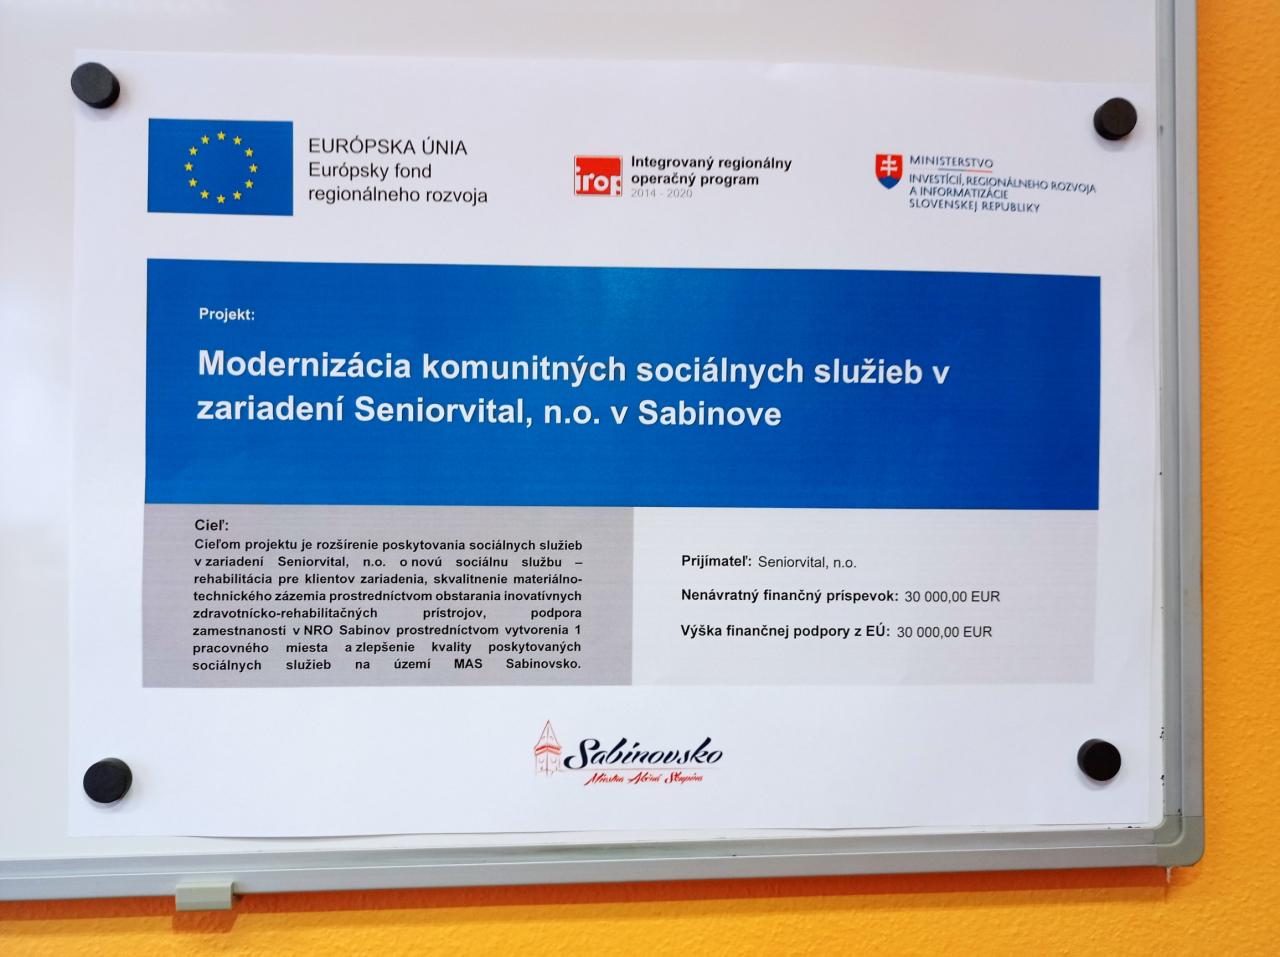 EURÓPSKA ÚNIA
Európsky fond
regionálneho rozvoja
irop
Integrovaný regionálny
operačný program
2014 - 2020
MINISTERSTVO
INVESTÍCIÍ, REGIONÁLNEHO ROZVOJA
A INFORMATIZÁCIE
SLOVENSKEJ REPUBLIKY
Projekt:
Modernizácia komunitných sociálnych služieb v
zariadení Seniorvital, n.o. v Sabinove
Cieľ:
Cieľom projektu je rozšírenie poskytovania sociálnych služieb
v zariadení Seniorvital, n.o. o novú sociálnu službu –
rehabilitácia pre klientov zariadenia, skvalitnenie materiálno-
technického zázemia prostredníctvom obstarania inovatívnych
zdravotnícko-rehabilitačných prístrojov, podpora
zamestnanosti v NRO Sabinov prostredníctvom vytvorenia 1
pracovného miesta a zlepšenie kvality poskytovaných
sociálnych služieb na území MAS Sabinovsko.
Prijímateľ: Seniorvital, n.o.
Nenávratný finančný príspevok: 30 000,00 EUR
Výška finančnej podpory z EÚ: 30 000,00 EUR
Sabinovsko
Miestna Akčná Skupina